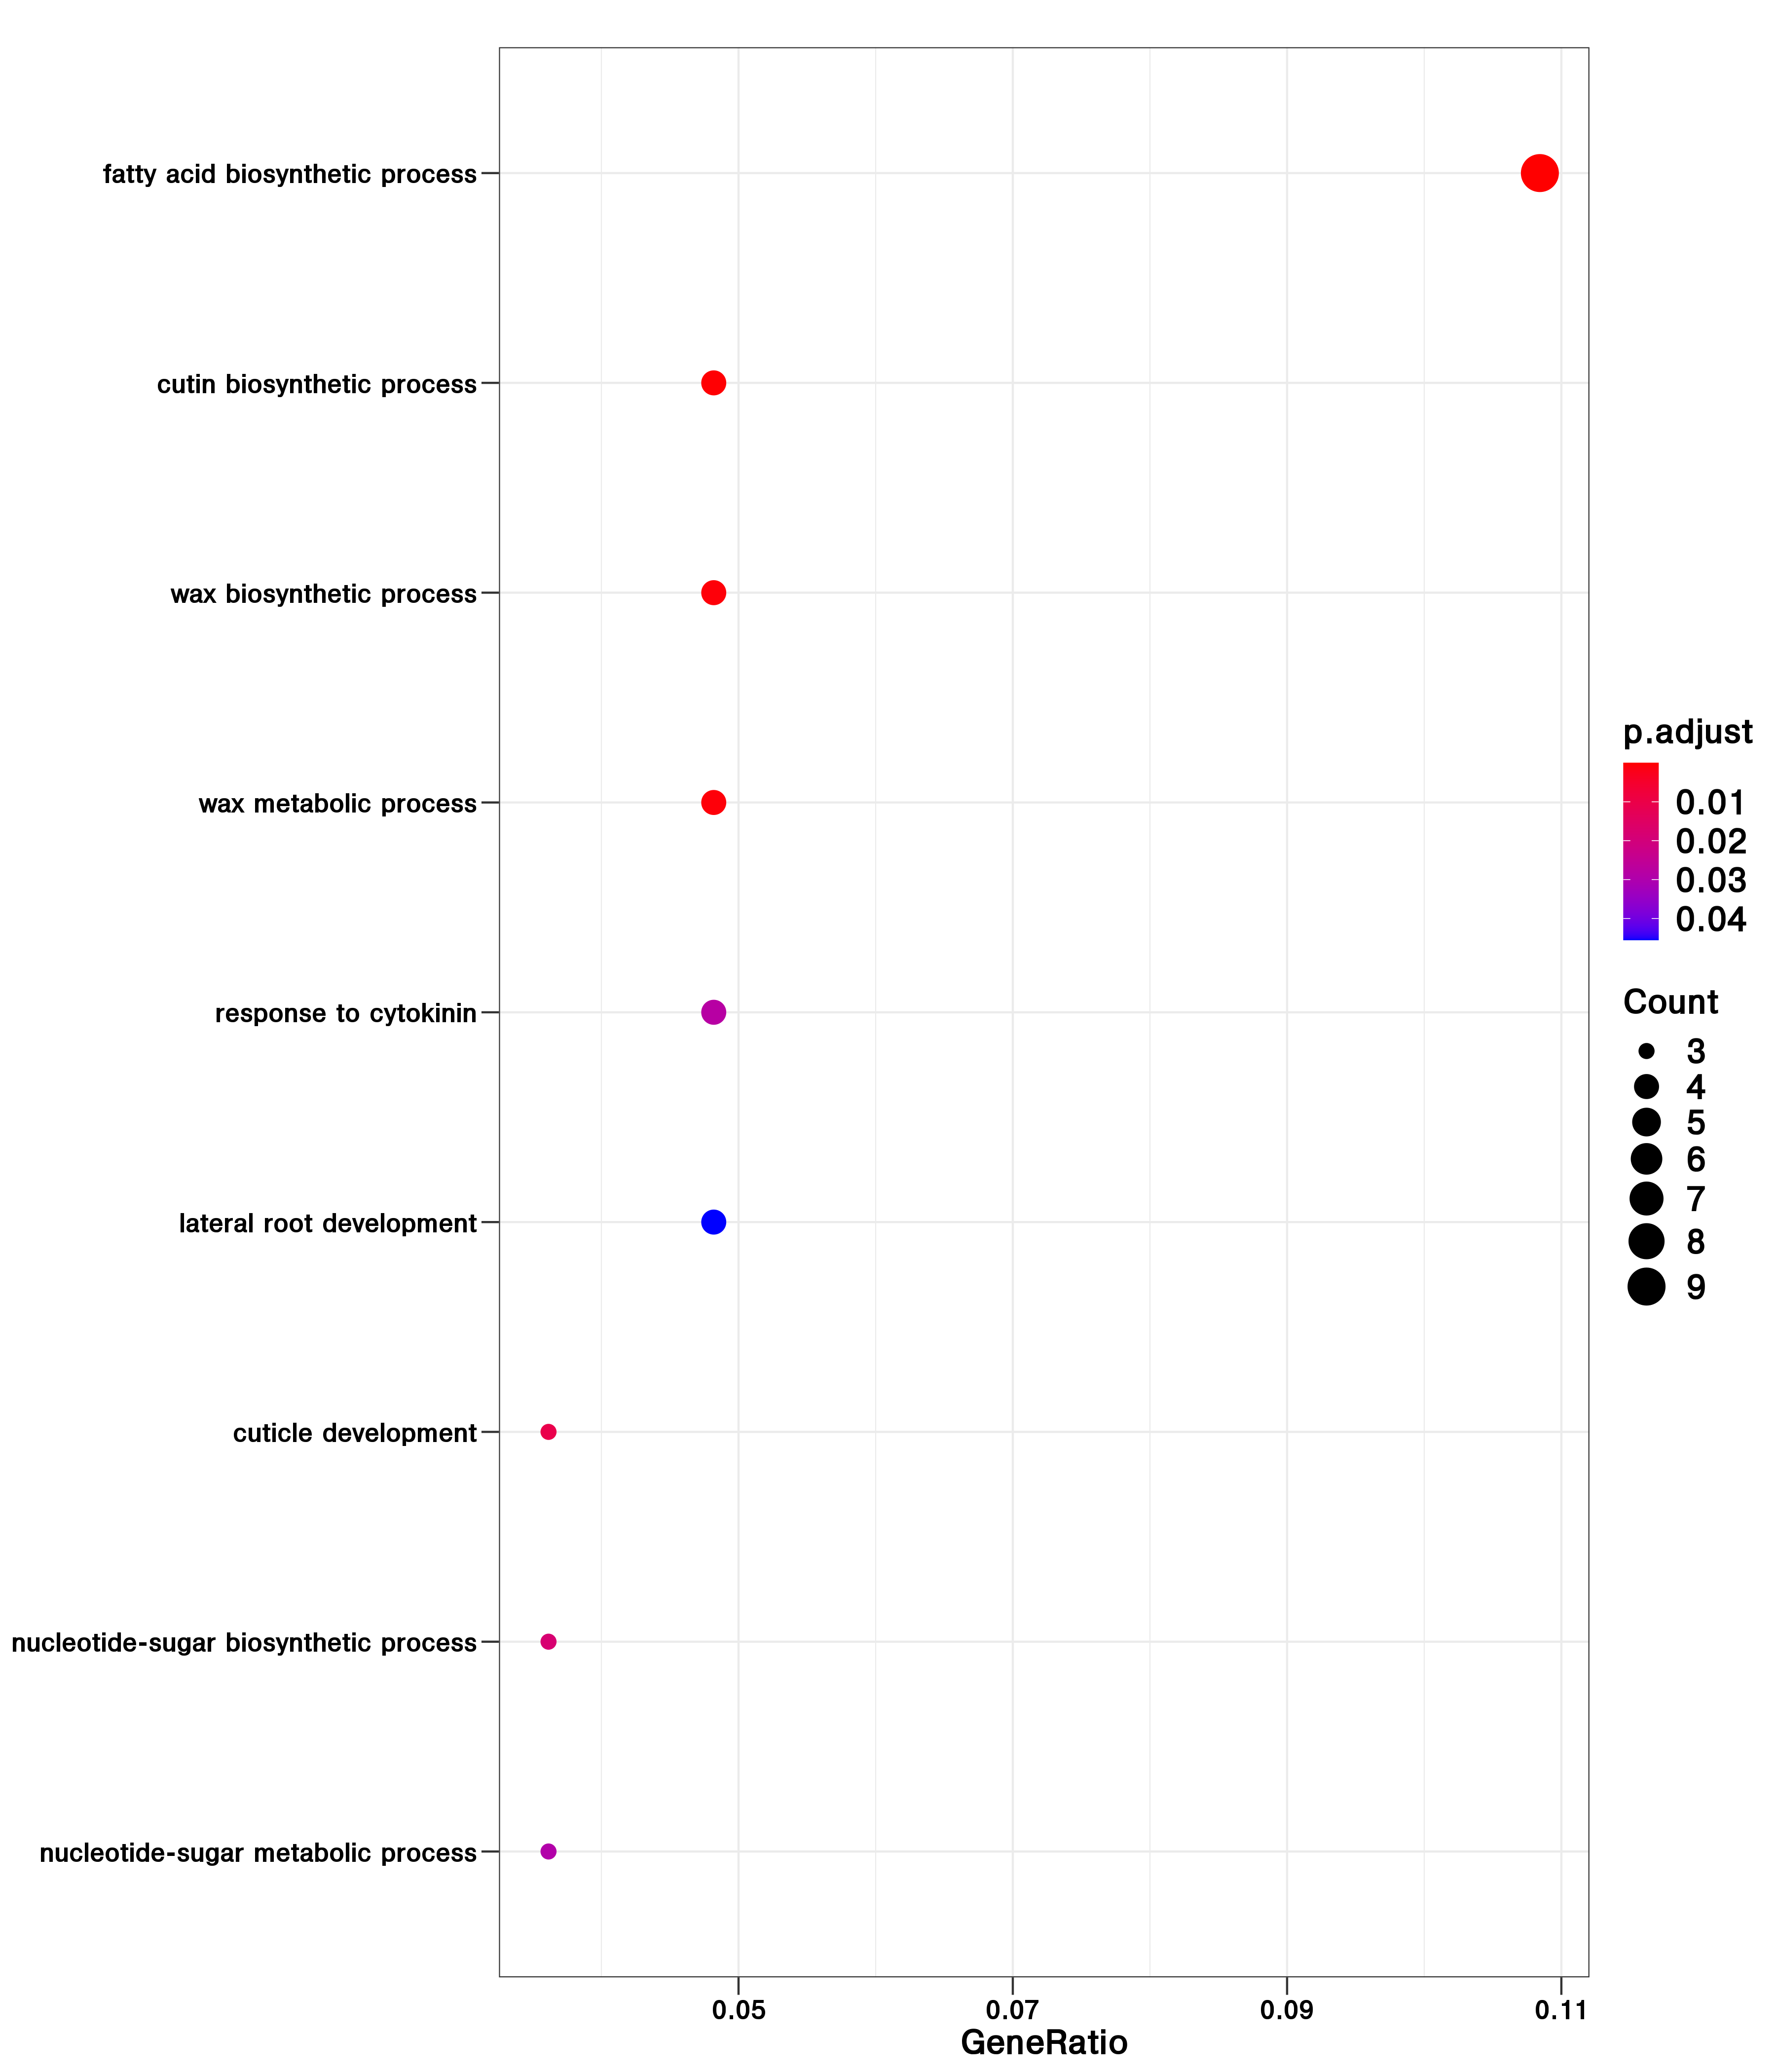 fatty acid biosynthetic process
cutin biosynthetic process
wax biosynthetic process
wax metabolic process
response to cytokinin
lateral root development
cuticle development
nucleotide-sugar biosynthetic process
nucleotide-sugar metabolic process
0.05 0.07 0.09 0.11
GeneRatio
p.adjust
0.01
0.02
0.03
0.04
Count
3
4
5
6
7
8
9